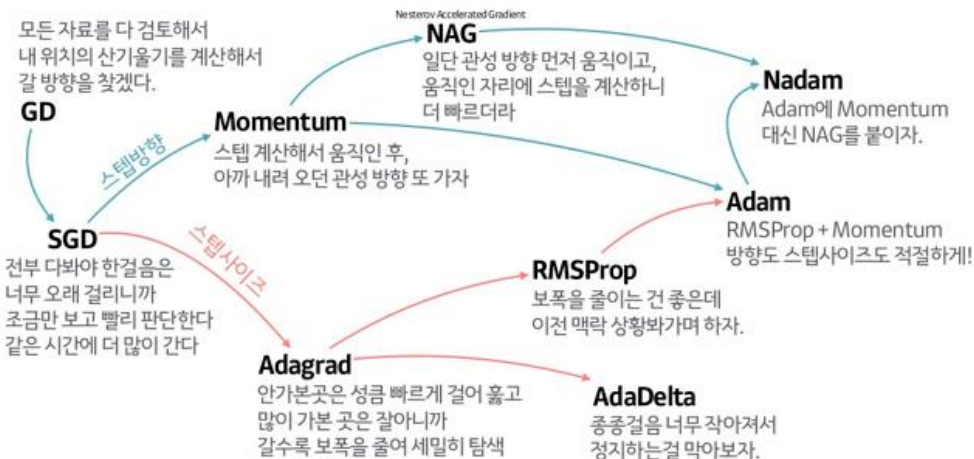 모든 자료를 다 검토해서
내 위치의 산기울기를 계산해서
갈 방향을 찾겠다.
GD
Nesterov Accelerated Gradient
NAG
일단 관성 방향 먼저 움직이고,
움직인 자리에 스텝을 계산하니
더 빠르더라
Nadam
Adam에 Momentum
대신 NAG를 붙이자.
Momentum
스텝 계산해서 움직인 후,
아까 내려 오던 관성 방향 또 가자
스텝방향
Adam
RMSProp + Momentum
방향도 스텝사이즈도 적절하게!
SGD
전부 다봐야 한걸음은
너무 오래 걸리니까
조금만 보고 빨리 판단한다
같은 시간에 더 많이 간다
스텝사이즈
RMSProp
보폭을 줄이는 건 좋은데
이전 맥락 상황봐가며 하자.
Adagrad
안가본곳은 성큼 빠르게 걸어 훓고
많이 가본 곳은 잘아니까
갈수록 보폭을 줄여 세밀히 탐색
AdaDelta
종종걸음 너무 작아져서
정지하는걸 막아보자.